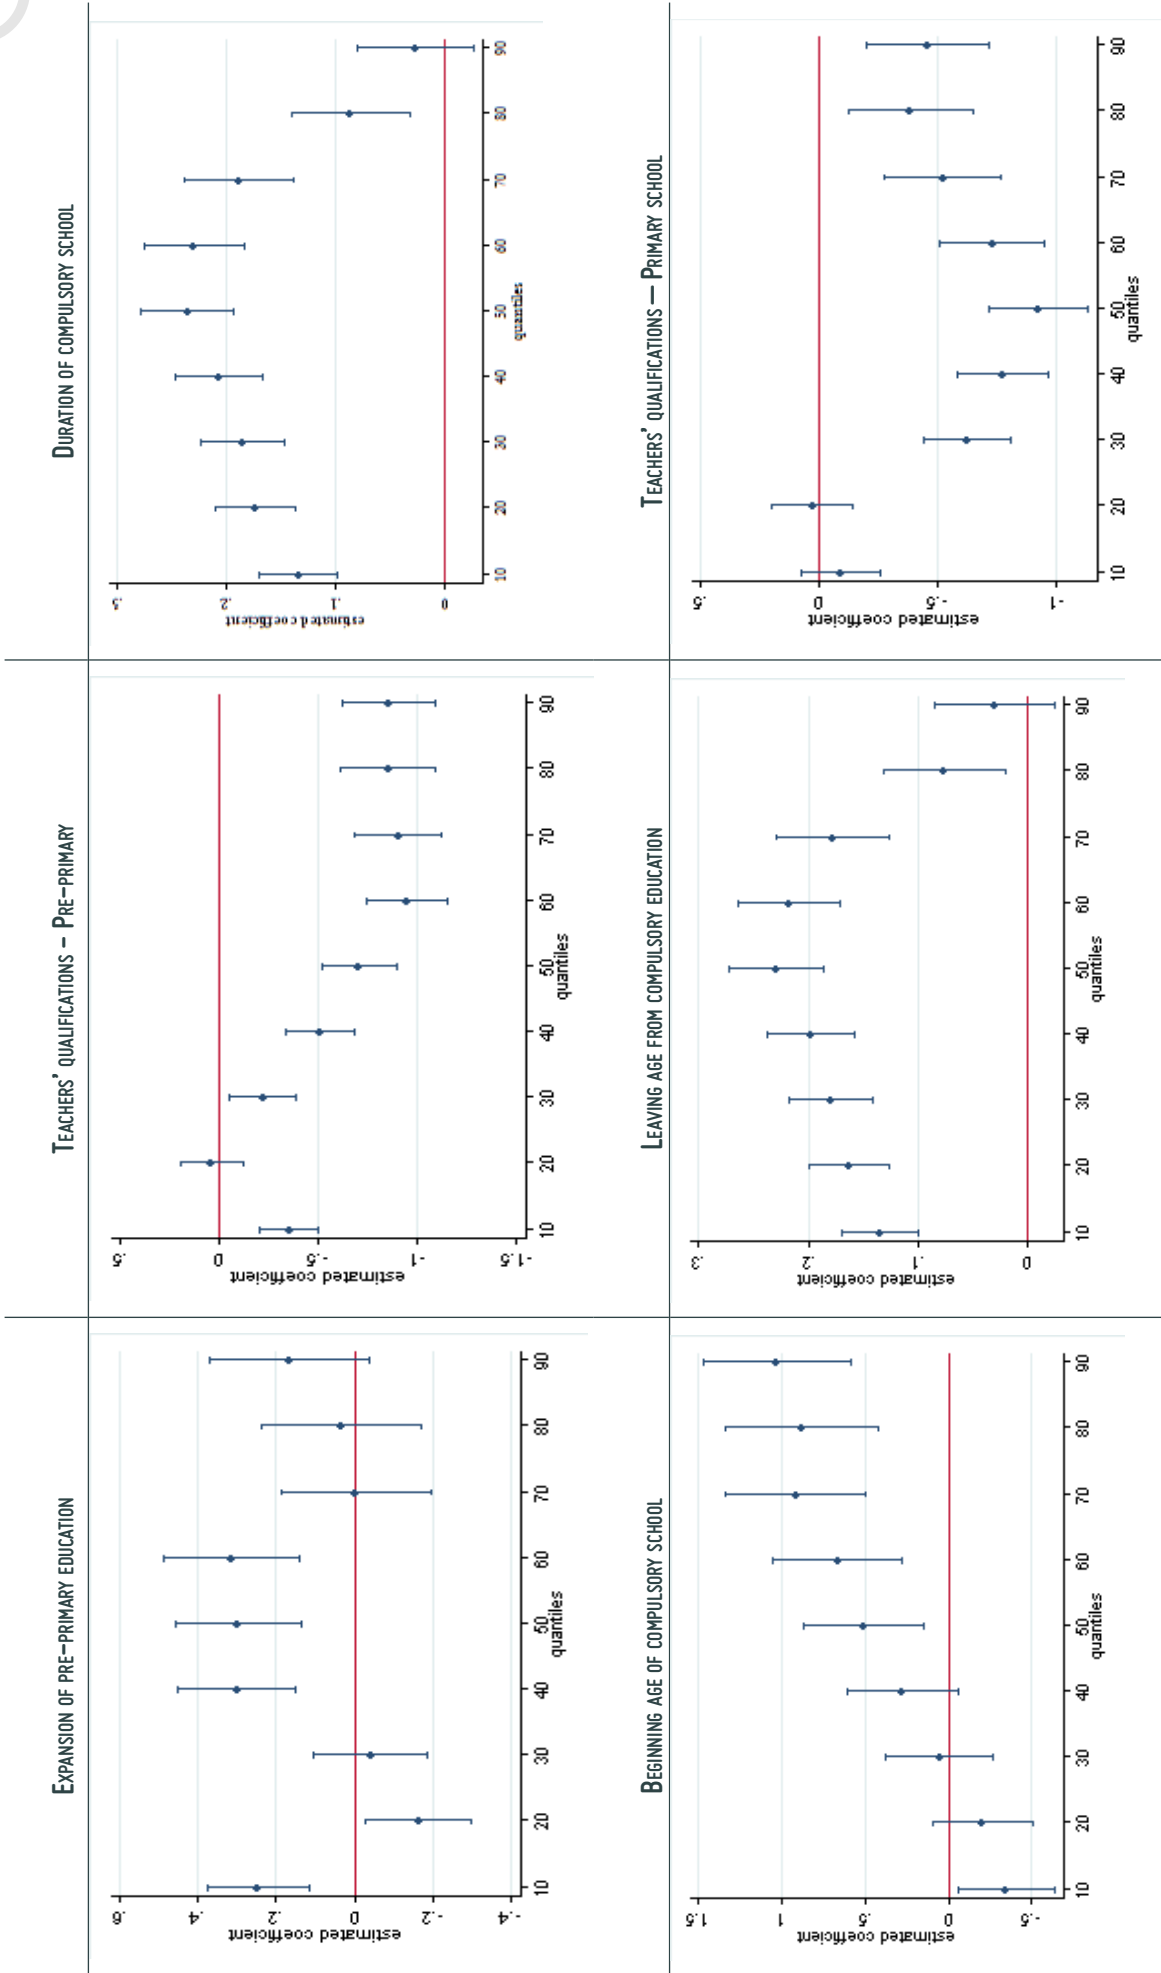 EXPANSION OF PRE–PRIMARY EDUCATION
estimated coefficient
.6
.4
.2
0
-.2
-.4
10 20 30 40 50 60 70 80 90
quantiles
TEACHERS' QUALIFICATIONS – PRE–PRIMARY
estimated coefficient
.5
0
-.5
-1
-1.5
10 20 30 40 50 60 70 80 90
quantiles
DURATION OF COMPULSORY SCHOOL
estimated coefficient
.3
.2
.1
0
10 20 30 40 50 60 70 80 90
quantiles
BEGINNING AGE OF COMPULSORY SCHOOL
estimated coefficient
1.5
1
.5
0
-.5
10 20 30 40 50 60 70 80 90
quantiles
LEAVING AGE FROM COMPULSORY EDUCATION
estimated coefficient
.3
.2
.1
0
10 20 30 40 50 60 70 80 90
quantiles
TEACHERS' QUALIFICATIONS — PRIMARY SCHOOL
estimated coefficient
.5
0
-.5
-1
10 20 30 40 50 60 70 80 90
quantiles